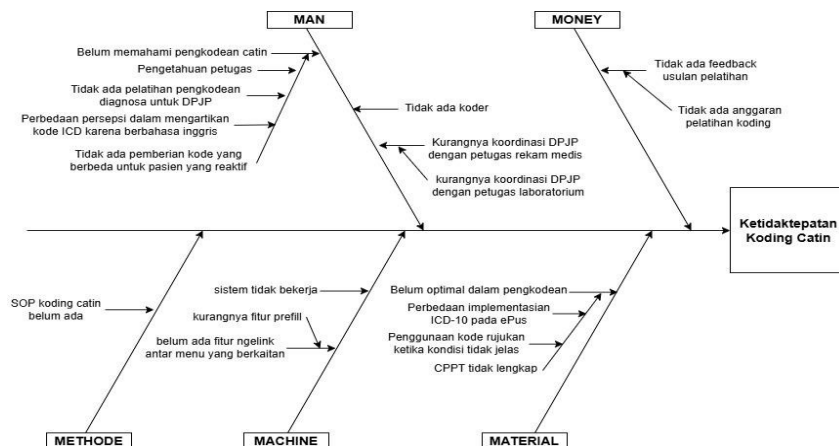 MAN
MONEY
Belum memahami pengkodean catin
Pengetahuan petugas
Tidak ada pelatihan pengkodean
diagnosa untuk DPJP
Perbedaan persepsi dalam mengartikan
kode ICD karena berbahasa inggris
Tidak ada pemberian kode yang
berbeda untuk pasien yang reaktif
Tidak ada koder
Kurangnya koordinasi DPJP
dengan petugas rekam medis
kurangnya koordinasi DPJP
dengan petugas laboratorium
Tidak ada feedback
usulan pelatihan
Tidak ada anggaran
pelatihan koding
Ketidaktepatan
Koding Catin
SOP koding catin
belum ada
sistem tidak bekerja
kurangnya fitur prefill
belum ada fitur ngelink
antar menu yang berkaitan
Belum optimal dalam pengkodean
Perbedaan implementasian
ICD-10 pada ePus
Penggunaan kode rujukan
ketika kondisi tidak jelas
CPPT tidak lengkap
METHODE
MACHINE
MATERIAL